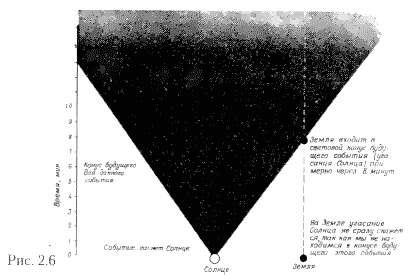 10
9
8
7
6
5
4
3
2
1
0
Время, мин
Конус будущего
для данного
события
Событие: гаснет Солнце
Земля входит в
световой конус буду-
щего события (уга-
сания Солнца) при-
мерно через 8 минут
На Земле угасание
Солнца не сразу скажет-
ся, так как мы не на-
ходимся в конусе бу-
дущего этого события
Солнце
Земля
Рис. 2.6